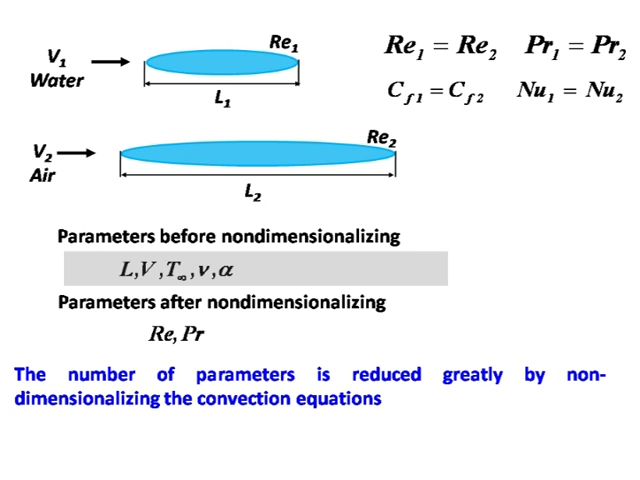 V₁
Water
Re₁
L₁
Re₁ = Re₂ Pr₁ = Pr₂
C_f1 = C_f2 Nu₁ = Nu₂
V₂
Air
Re₂
L₂
Parameters before nondimensionalizing
L,V,T∞,ν,α
Parameters after nondimensionalizing
Re,Pr
The number of parameters is reduced greatly by non-
dimensionalizing the convection equations